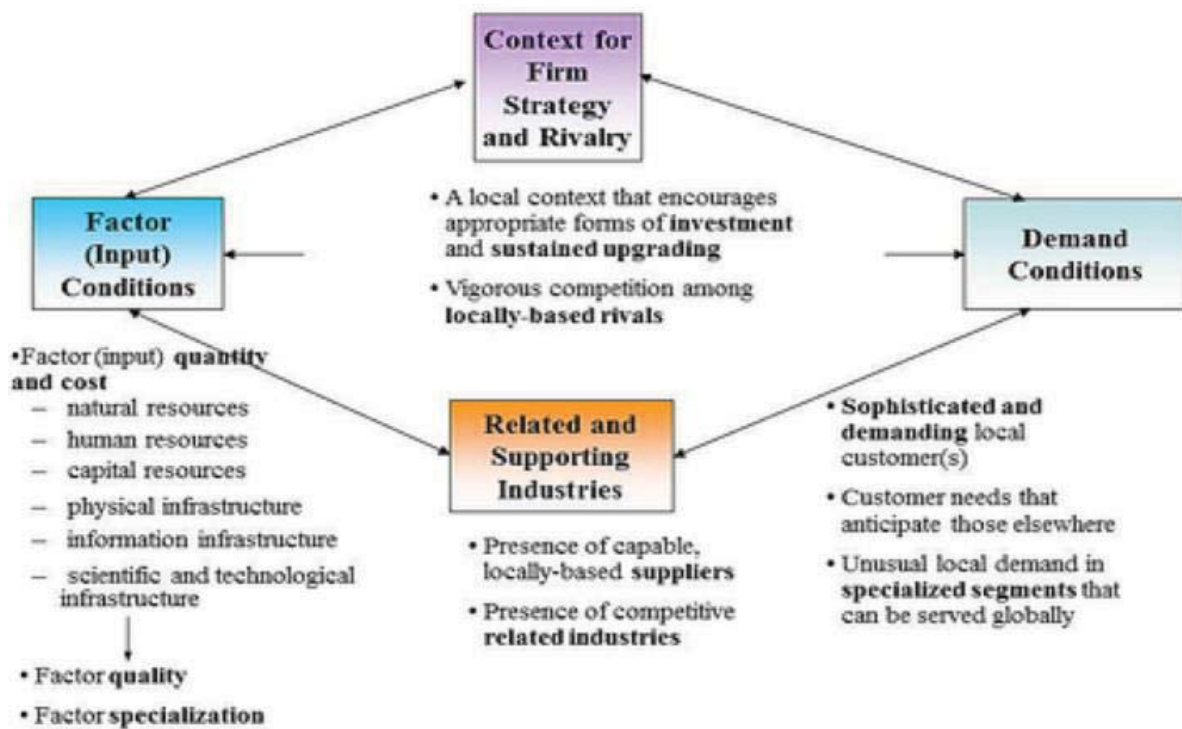 Context for
Firm
Strategy
and Rivalry
Factor
(Input)
Conditions
• A local context that encourages
appropriate forms of investment
and sustained upgrading
• Vigorous competition among
locally-based rivals
Demand
Conditions
•Factor (input) quantity
and cost
– natural resources
– human resources
– capital resources
– physical infrastructure
– information infrastructure
– scientific and technological
infrastructure
• Factor quality
• Factor specialization
Related and
Supporting
Industries
• Presence of capable,
locally-based suppliers
• Presence of competitive
related industries
• Sophisticated and
demanding local
customer(s)
• Customer needs that
anticipate those elsewhere
• Unusual local demand in
specialized segments that
can be served globally